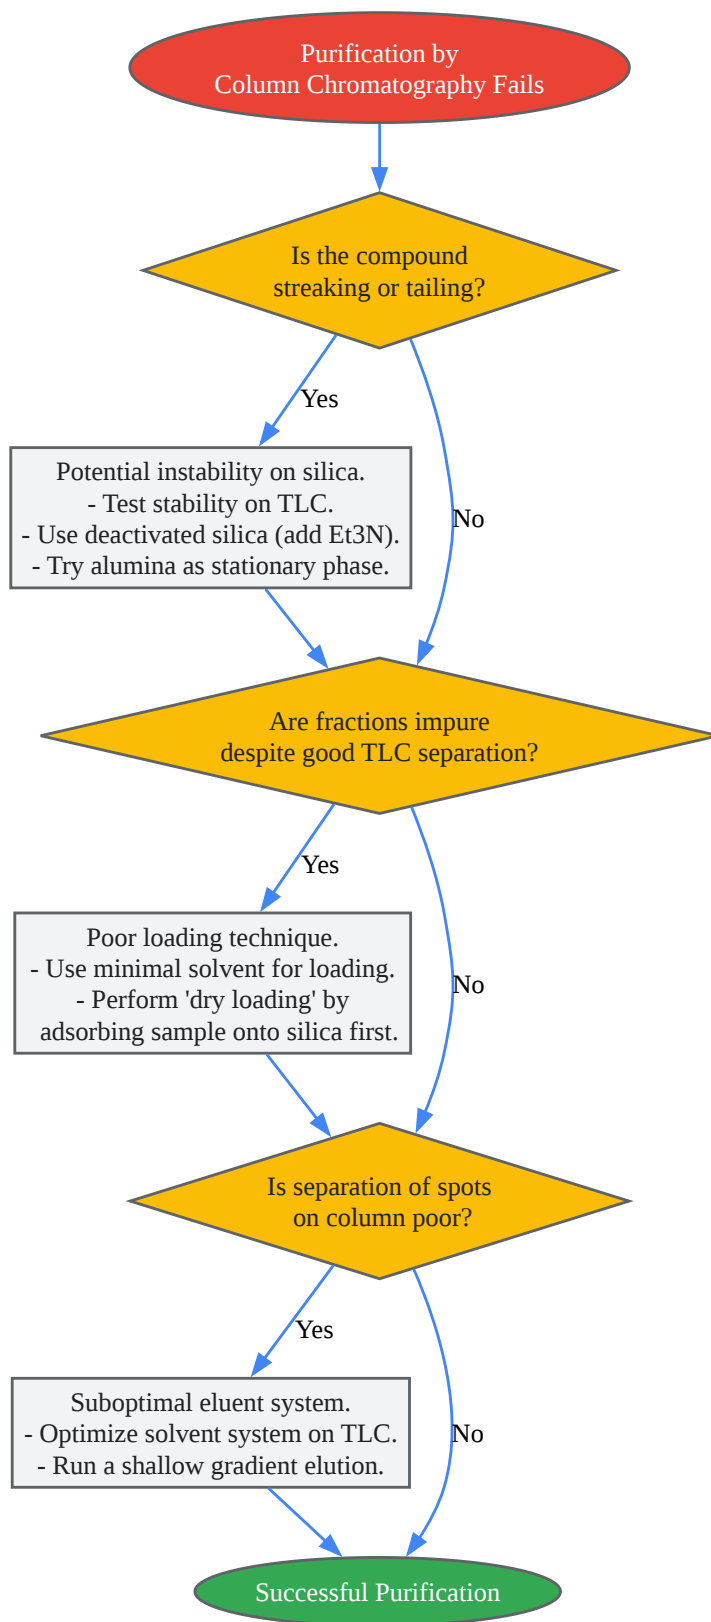 Purification by
Column Chromatography Fails
Is the compound
streaking or tailing?
Yes
Potential instability on silica.
- Test stability on TLC.
- Use deactivated silica (add Et3N).
- Try alumina as stationary phase.
No
Are fractions impure
despite good TLC separation?
Yes
Poor loading technique.
- Use minimal solvent for loading.
- Perform 'dry loading' by
adsorbing sample onto silica first.
No
Is separation of spots
on column poor?
Yes
Suboptimal eluent system.
- Optimize solvent system on TLC.
- Run a shallow gradient elution.
No
Successful Purification